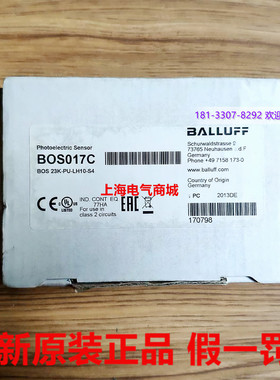 181-3307-8292 欢迎
Photoelectric Sensor
BOS017C
BOS 23K-PU-LH10-S4
BALLUFF
Schurwaldstrasse 9
73765 Neuhausen a.d.F
Germany
Phone +49 7158 173-0
www.balluff.com
上海电气商城
Country of Origin
Germany
IND. CONT. EQ.
77HA
For use in
class 2 circuits
PC 2013DE
170798
全新原装正品 假一罚